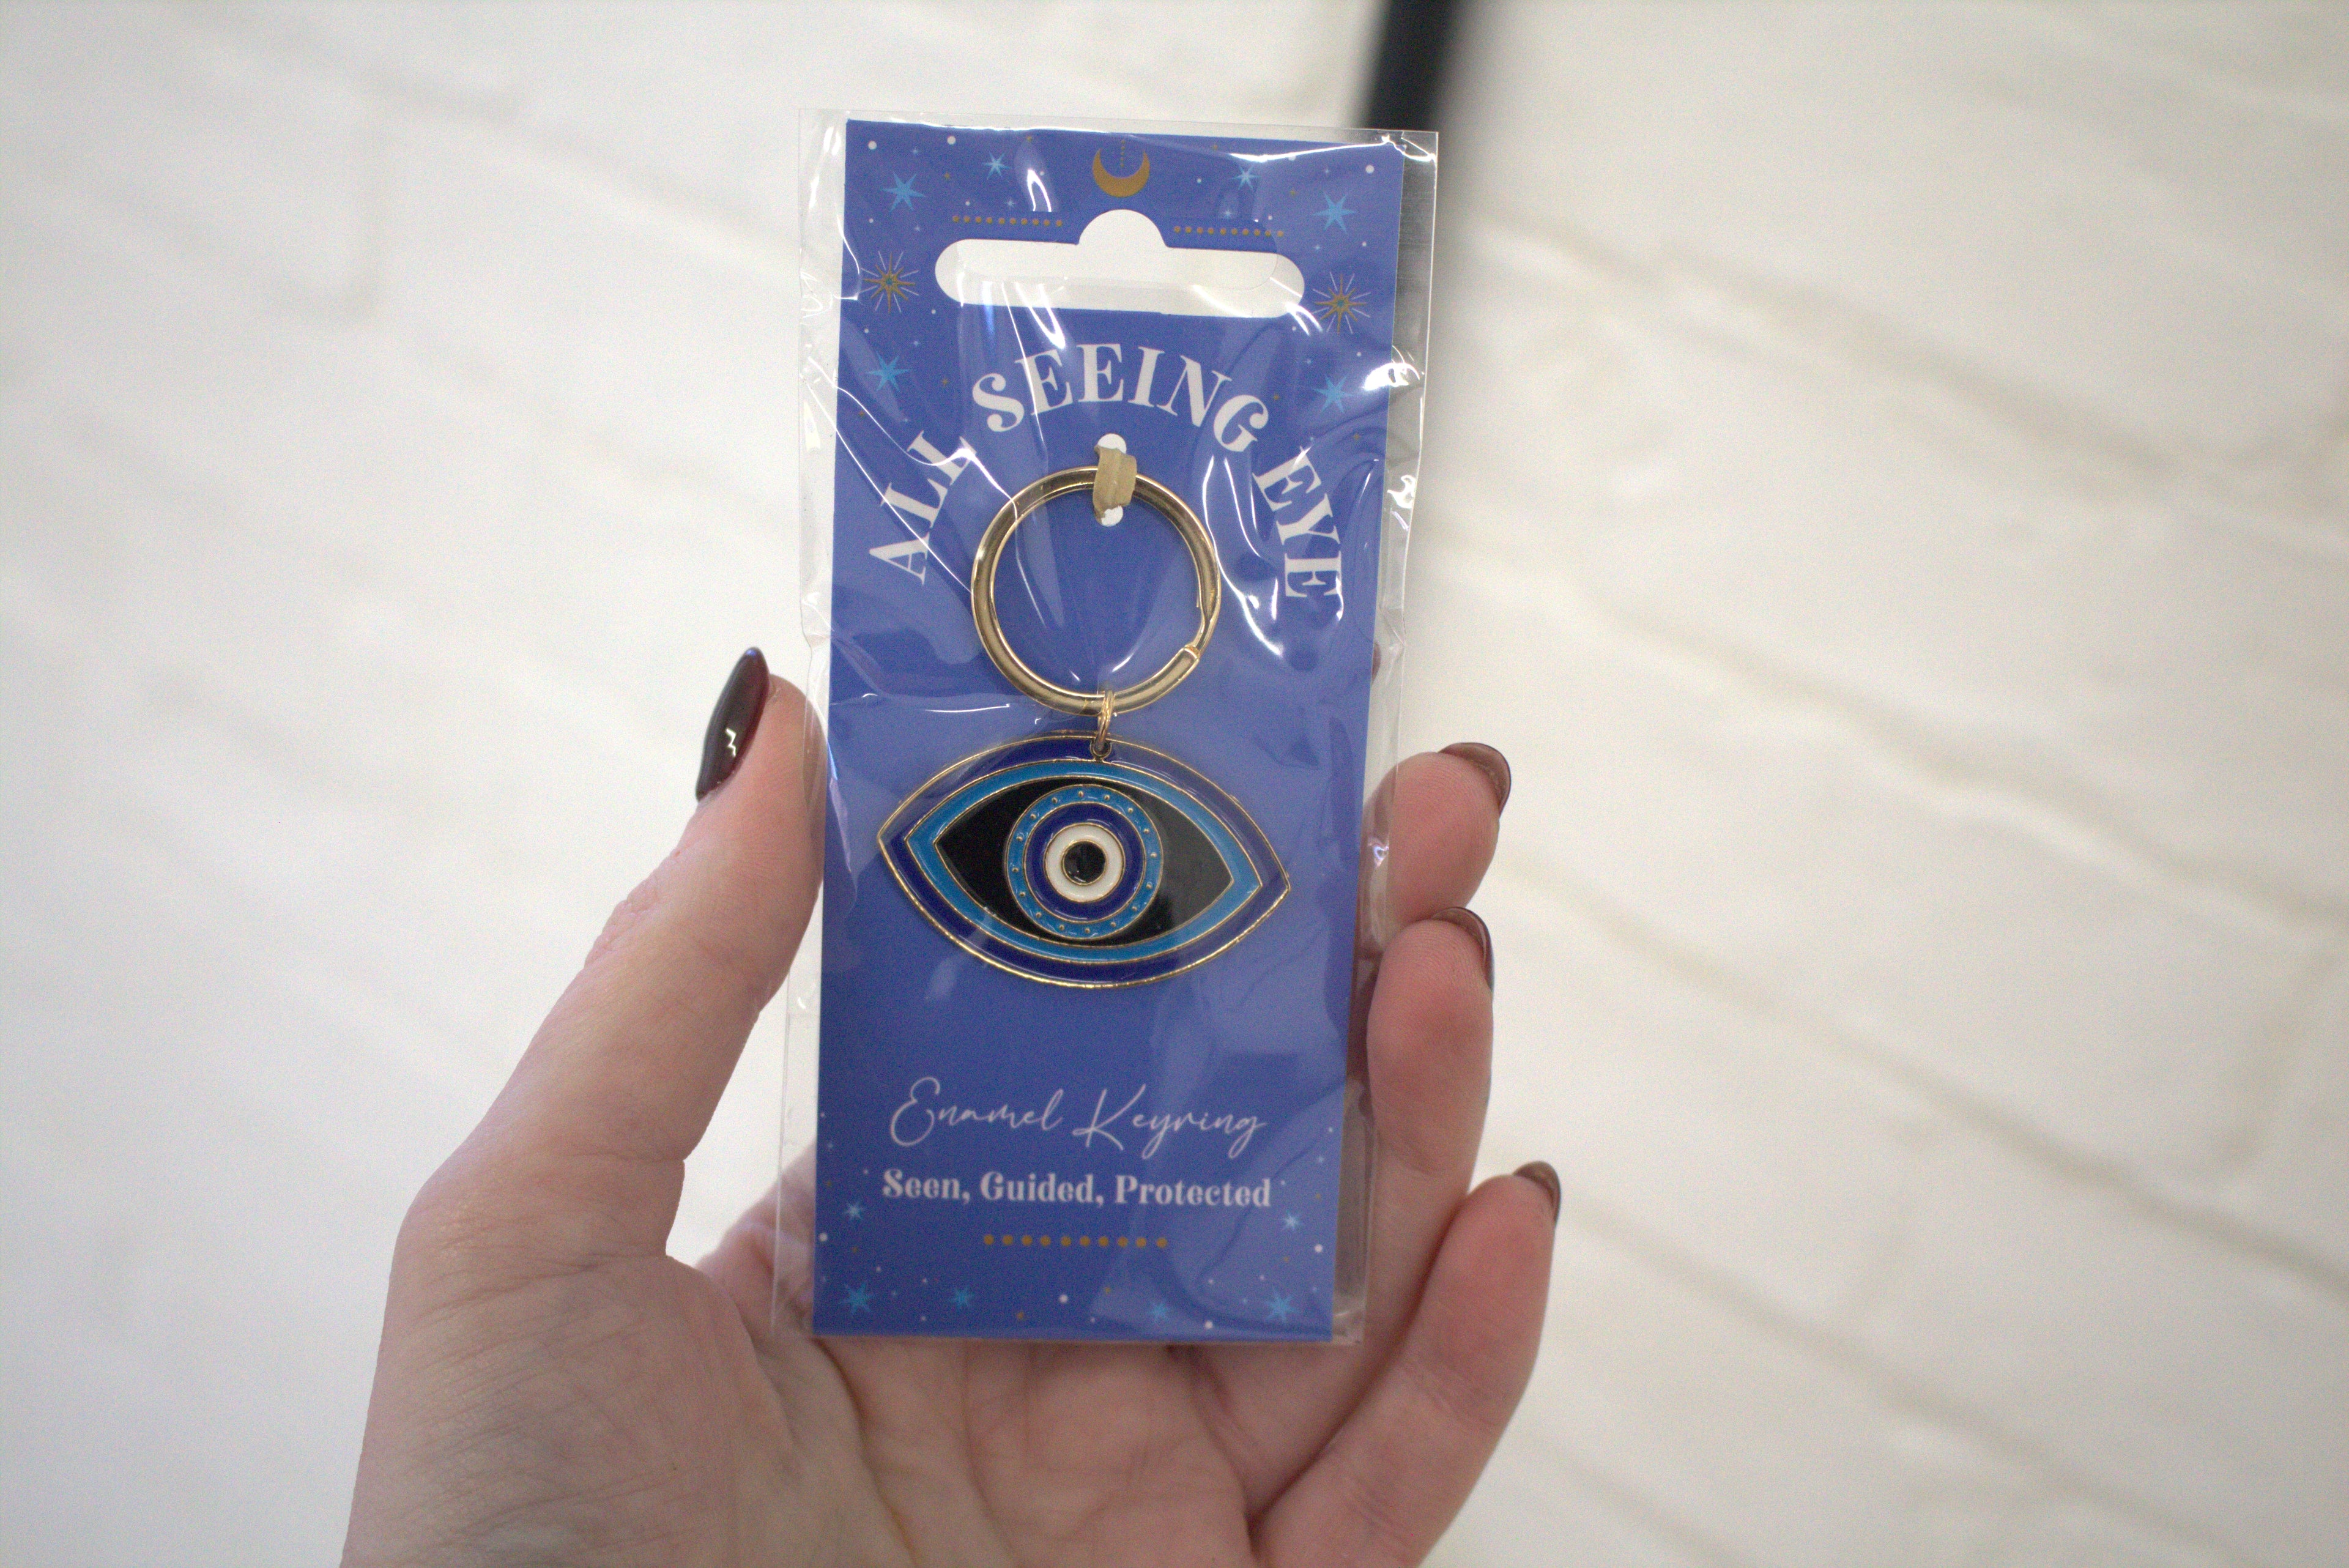 ALL SEEING EYE
Enamel Keyring
Seen, Guided, Protected